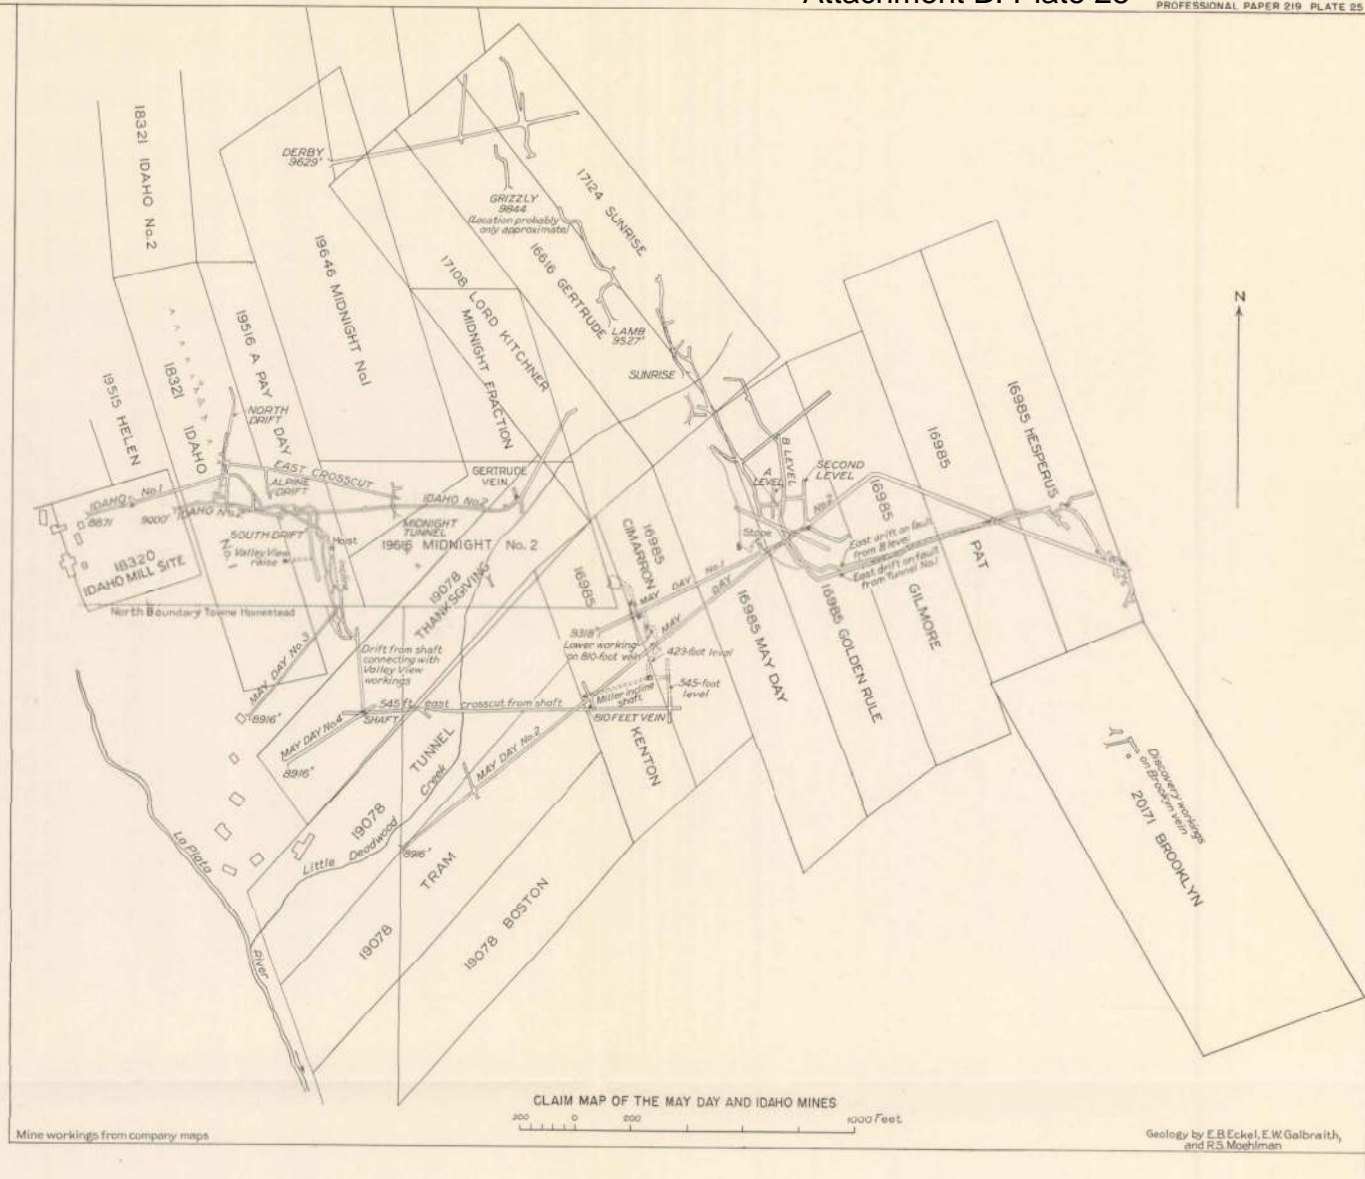 Attachment B: Plate 25
PROFESSIONAL PAPER 219 PLATE 25
18321 IDAHO No.2
DERBY
9629'
GRIZZLY
9844
(Location probably
only approximate)
17124 SUNRISE
16616 GERTRUDE
LAMB
9527'
SUNRISE
19646 MIDNIGHT No.1
17108 LORD KITCHNER
MIDNIGHT FRACTION
19516 A PAY DAY
18321 IDAHO
19515 HELEN
NORTH
DRIFT
EAST CROSSCUT
ALPINE
DRIFT
GERTRUDE
VEIN
IDAHO No.1
8871
9000'
IDAHO No.2
IDAHO No.2
MIDNIGHT
TUNNEL
SOUTH DRIFT
No.1
Valley View
raise
Hoist
19616 MIDNIGHT No.2
18320
IDAHO MILL SITE
North Boundary Towne Homestead
N
A
LEVEL
B LEVEL
SECOND
LEVEL
No.2
Stope
16985 HESPERUS
16985 PAT
16985 GILMORE
East drift on fault
from B level
East drift on fault
from Tunnel No.1
16985 CIMARRON
16985 KENTON
16985 MAY DAY
16985 GOLDEN RULE
MAY DAY No.1
MAY DAY
9318'
Lower working
on 810-foot vein
423-foot level
545-foot
level
Miller incline
shaft
810 FEET VEIN
19078
THANKSGIVING
Drift from shaft
connecting with
Valley View
workings
MAY DAY No.3
8916'
545 ft. east crosscut from shaft
SHAFT
MAY DAY No.4
8916'
MAY DAY No.2
8916'
19078 TUNNEL
Little Deadwood Creek
19078 TRAM
19078 BOSTON
La Plata River
Discovery workings
on Brooklyn vein
20171 BROOKLYN
CLAIM MAP OF THE MAY DAY AND IDAHO MINES
200 0 200 1000 Feet
Mine workings from company maps
Geology by E.B.Eckel, E.W.Galbraith,
and R.S.Moehlman